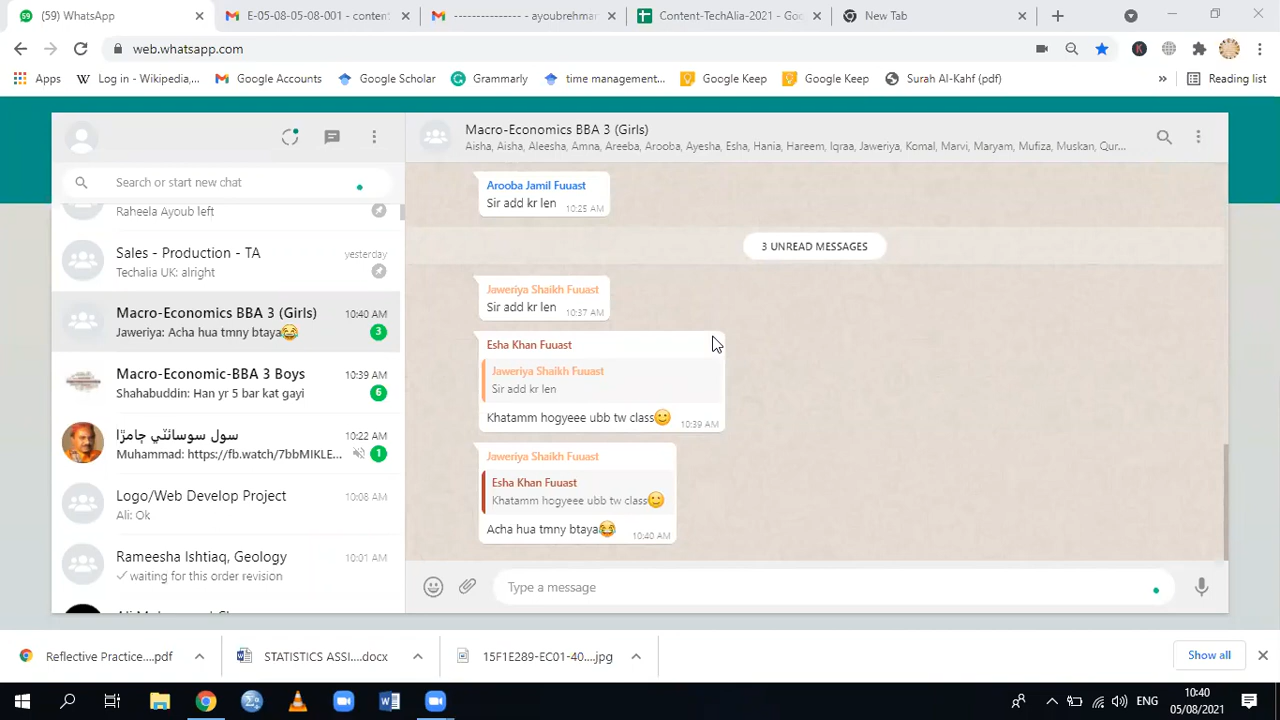 (59) WhatsApp
E-05-08-05-08-001 - conten
--------------- - ayoubrehman
Content-TechAlia-2021 - Goo
New Tab
web.whatsapp.com
Apps
Log in - Wikipedia,...
Google Accounts
Google Scholar
Grammarly
time management...
Google Keep
Google Keep
Surah Al-Kahf (pdf)
»
Reading list
Macro-Economics BBA 3 (Girls)
Aisha, Aisha, Aleesha, Amna, Areeba, Arooba, Ayesha, Esha, Hania, Hareem, Iqraa, Jaweriya, Komal, Marvi, Maryam, Mufiza, Muskan, Qur...
Search or start new chat
Raheela Ayoub left
Sales - Production - TA
yesterday
Techalia UK: alright
Macro-Economics BBA 3 (Girls)
10:40 AM
Jaweriya: Acha hua tmny btaya😂
3
Macro-Economic-BBA 3 Boys
10:39 AM
Shahabuddin: Han yr 5 bar kat gayi
6
سول سوسائٽي ڄامڙا
10:22 AM
Muhammad: https://fb.watch/7bbMIKLE...
1
Logo/Web Develop Project
10:08 AM
Ali: Ok
Rameesha Ishtiaq, Geology
10:01 AM
waiting for this order revision
Arooba Jamil Fuuast
Sir add kr len
10:25 AM
3 UNREAD MESSAGES
Jaweriya Shaikh Fuuast
Sir add kr len
10:37 AM
Esha Khan Fuuast
Jaweriya Shaikh Fuuast
Sir add kr len
Khatamm hogyeee ubb tw class😊
10:39 AM
Jaweriya Shaikh Fuuast
Esha Khan Fuuast
Khatamm hogyeee ubb tw class😊
Acha hua tmny btaya😂
10:40 AM
Type a message
Reflective Practice....pdf
STATISTICS ASSI....docx
15F1E289-EC01-40....jpg
Show all
ENG
10:40
05/08/2021